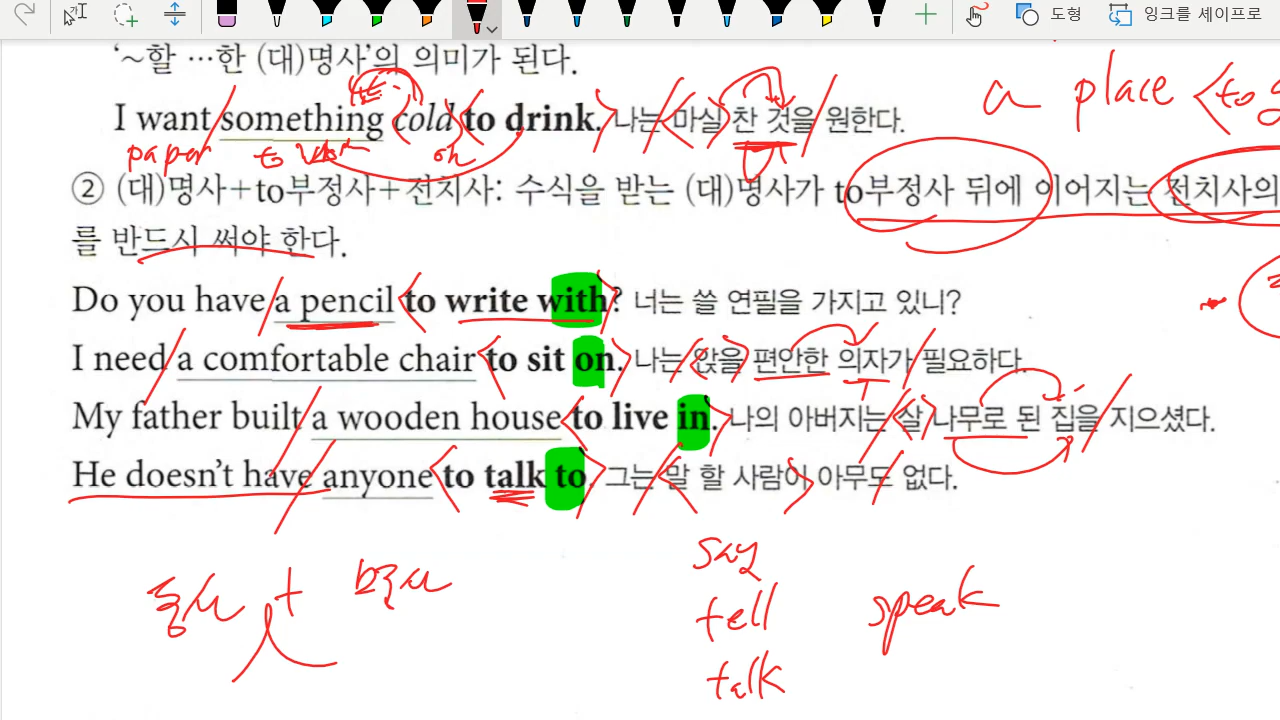 도형 잉크를 셰이프로
'~할 …한 (대)명사'의 의미가 된다.
a place to
I want something cold to drink. 나는 마실 찬 것을 원한다.
paper to on
② (대)명사+to부정사+전치사: 수식을 받는 (대)명사가 to부정사 뒤에 이어지는 전치사의
를 반드시 써야 한다.
Do you have a pencil to write with? 너는 쓸 연필을 가지고 있니?
I need a comfortable chair to sit on. 나는 앉을 편안한 의자가 필요하다.
My father built a wooden house to live in. 나의 아버지는 살 나무로 된 집을 지으셨다.
He doesn't have anyone to talk to. 그는 말 할 사람이 아무도 없다.
동사 + 명사
say
tell speak
talk